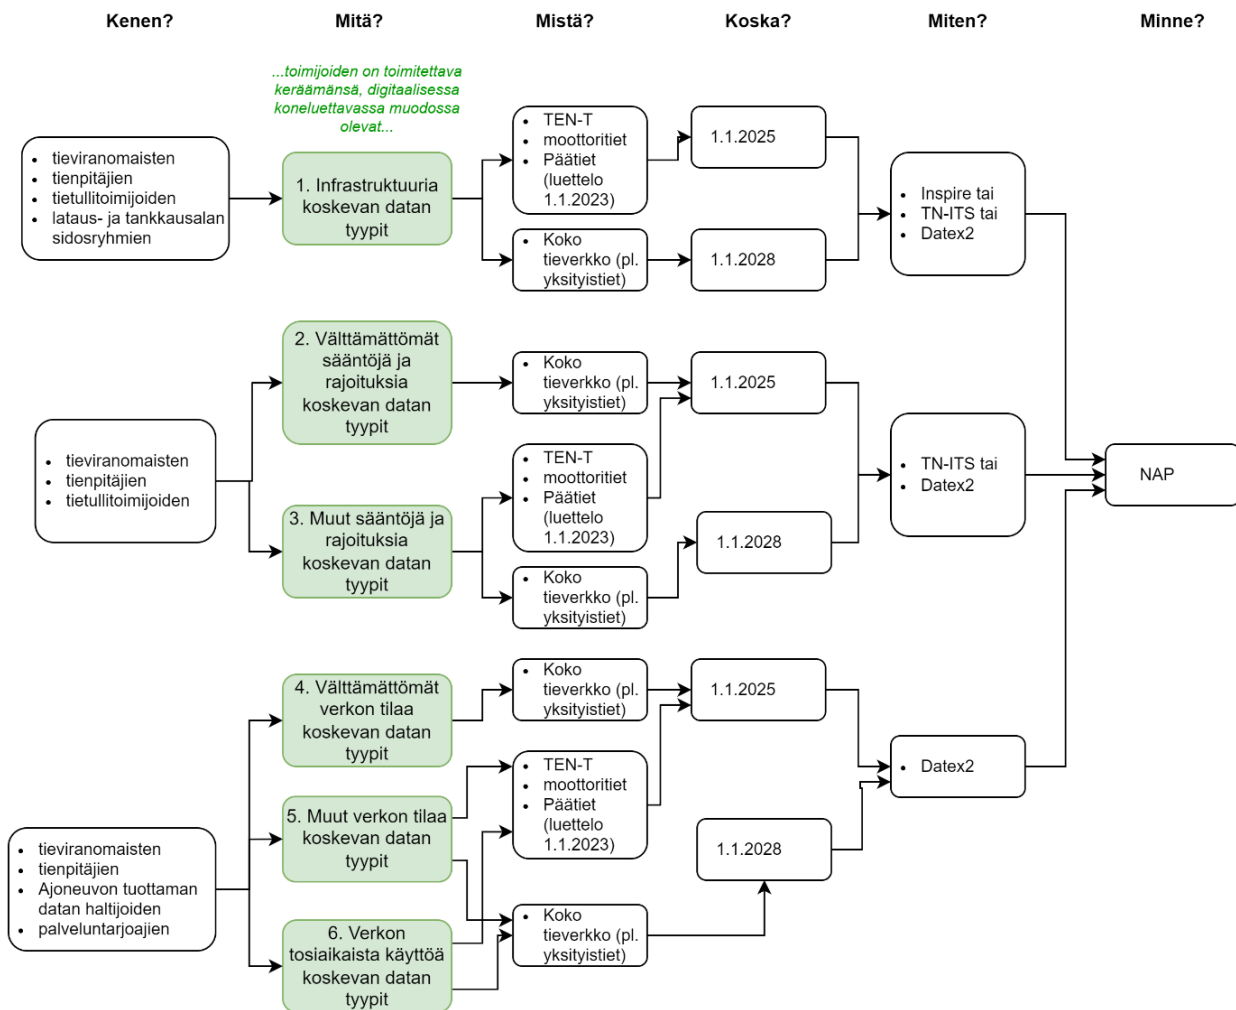 Kenen?
Mitä?
Mistä?
Koska?
Miten?
Minne?
...toimijoiden on toimitettava
keräämänsä, digitaalisessa
koneluettavassa muodossa
olevat...
• tieviranomaisten
• tienpitäjien
• tietullitoimijoiden
• lataus- ja tankkausalan
sidosryhmien
1. Infrastruktuuria
koskevan datan
tyypit
• TEN-T
• moottoritiet
• Päätiet
(luettelo
1.1.2023)
• Koko
tieverkko (pl.
yksityistiet)
1.1.2025
1.1.2028
• Inspire tai
• TN-ITS tai
• Datex2
• tieviranomaisten
• tienpitäjien
• tietullitoimijoiden
2. Välttämättömät
sääntöjä ja
rajoituksia
koskevan datan
tyypit
3. Muut sääntöjä ja
rajoituksia
koskevan datan
tyypit
• Koko
tieverkko (pl.
yksityistiet)
• TEN-T
• moottoritiet
• Päätiet
(luettelo
1.1.2023)
• Koko
tieverkko (pl.
yksityistiet)
1.1.2025
1.1.2028
• TN-ITS tai
• Datex2
NAP
• tieviranomaisten
• tienpitäjien
• Ajoneuvon tuottaman
datan haltijoiden
• palveluntarjoajien
4. Välttämättömät
verkon tilaa
koskevan datan
tyypit
5. Muut verkon tilaa
koskevan datan
tyypit
6. Verkon
tosiaikaista käyttöä
koskevan datan
tyypit
• Koko
tieverkko (pl.
yksityistiet)
• TEN-T
• moottoritiet
• Päätiet
(luettelo
1.1.2023)
• Koko
tieverkko (pl.
yksityistiet)
1.1.2025
1.1.2028
• Datex2